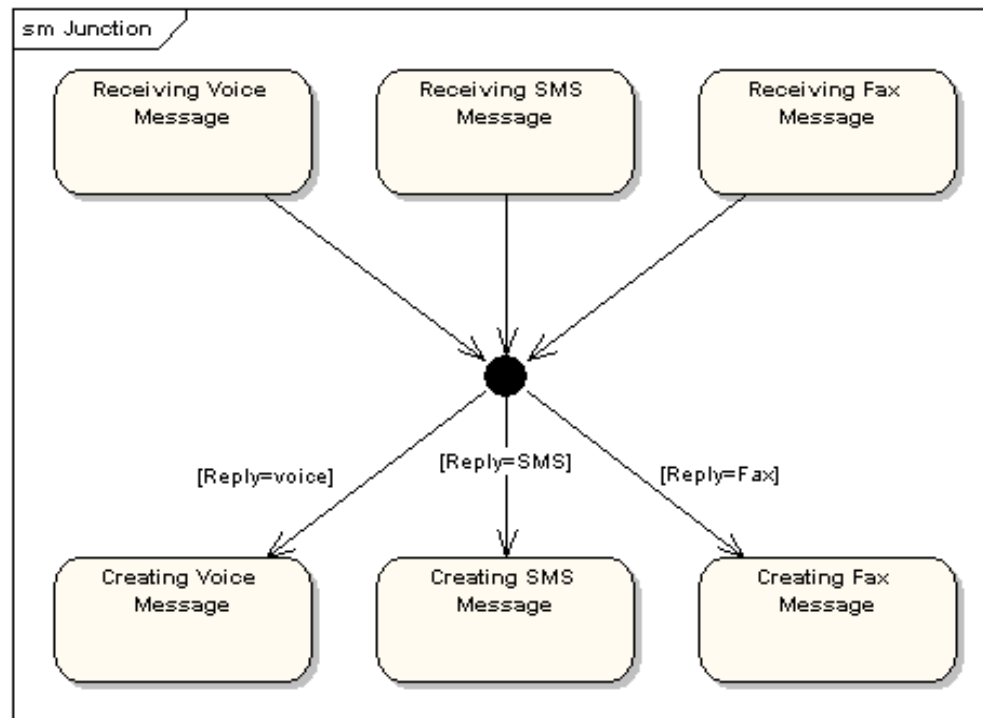 sm Junction
Receiving Voice
Message
Receiving SMS
Message
Receiving Fax
Message
[Reply=voice]
[Reply=SMS]
[Reply=Fax]
Creating Voice
Message
Creating SMS
Message
Creating Fax
Message